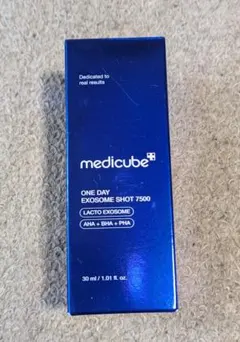 Dedicated to
real results
medicube
ONE DAY
EXOSOME SHOT 7500
LACTO EXOSOME
AHA + BHA + PHA
30 ml / 1.01 fl. oz.